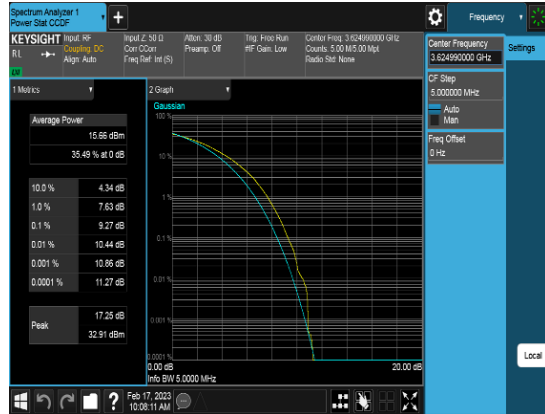 Spectrum Analyzer 1
Power Stat CCDF
Frequency
KEYSIGHT
RL
Input: RF
Coupling: DC
Align: Auto
Input Z: 50 Ω
Corr CCorr
Freq Ref: Int (S)
Atten: 30 dB
Preamp: Off
Trig: Free Run
#IF Gain: Low
Center Freq: 3.624990000 GHz
Counts: 5.00 M/5.00 Mpt
Radio Std: None
Center Frequency
3.624990000 GHz
Settings
CF Step
5.000000 MHz
Auto
Man
Freq Offset
0 Hz
Local
1 Metrics
Average Power
15.66 dBm
35.49 % at 0 dB
10.0 % 4.34 dB
1.0 % 7.63 dB
0.1 % 9.27 dB
0.01 % 10.44 dB
0.001 % 10.86 dB
0.0001 % 11.27 dB
Peak
17.25 dB
32.91 dBm
2 Graph
Gaussian
100 %
10 %
1 %
0.1 %
0.01 %
0.001 %
0.0001 %
0.00 dB
20.00 dB
Info BW 5.0000 MHz
Feb 17, 2023
10:08:11 AM